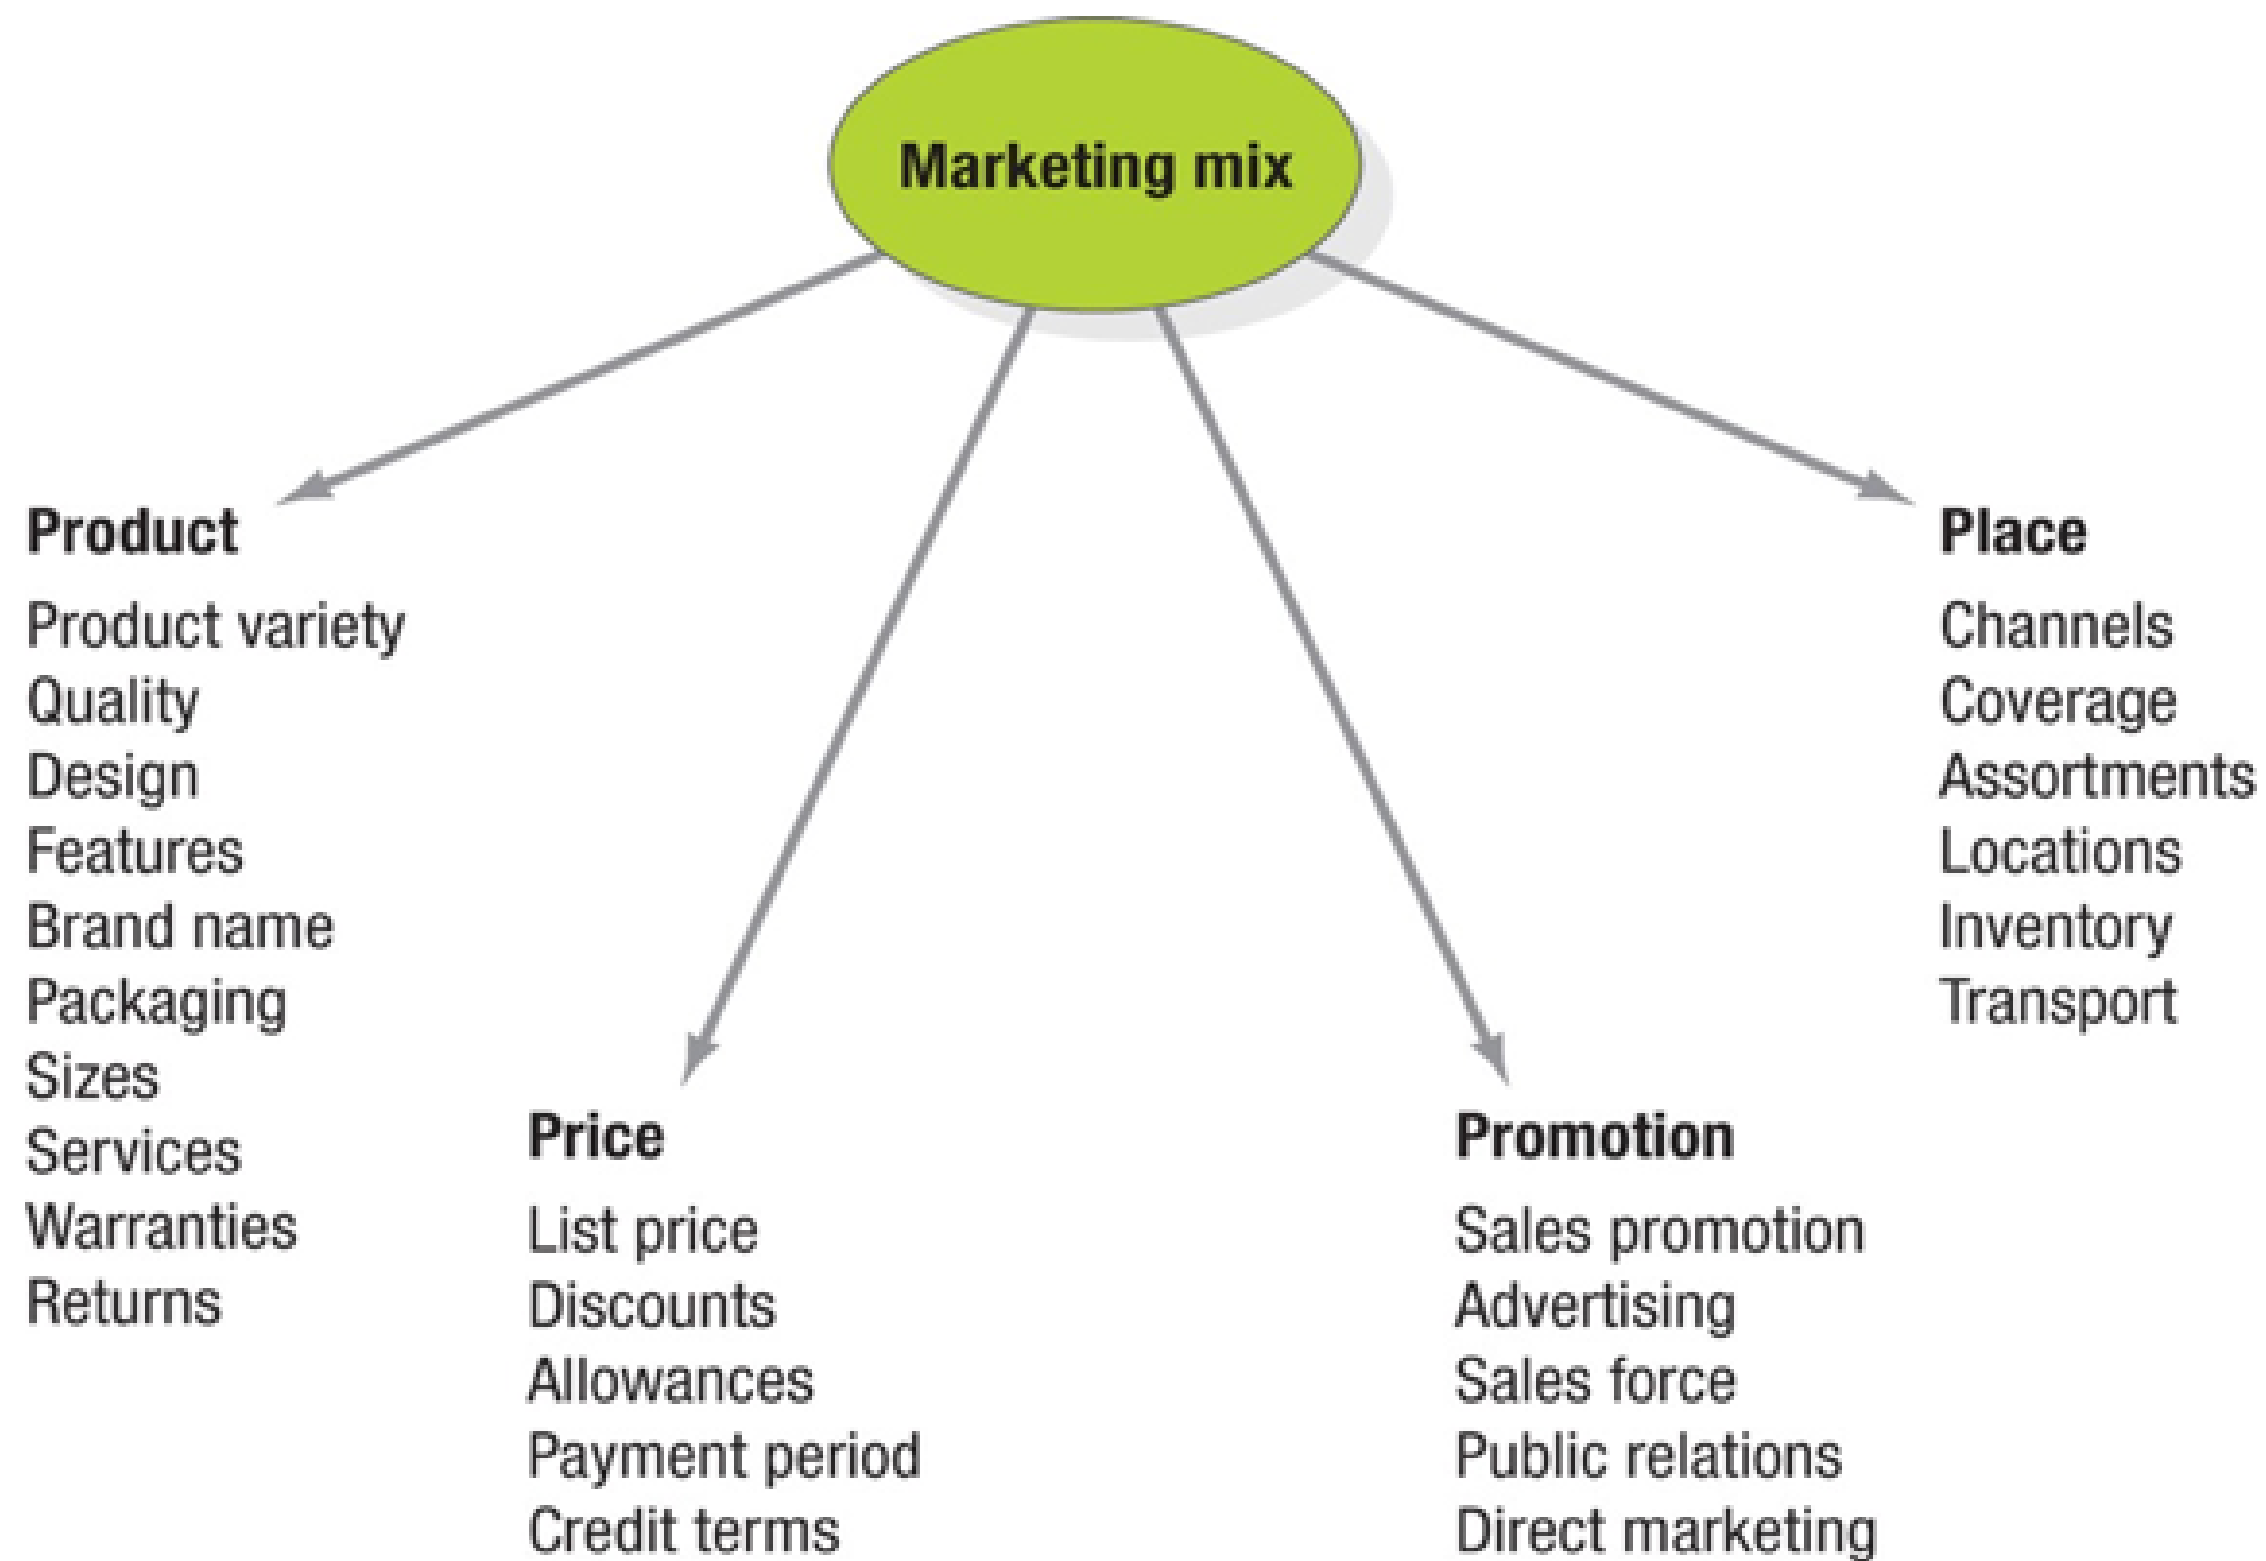 Marketing mix
Product
Product variety
Quality
Design
Features
Brand name
Packaging
Sizes
Services
Warranties
Returns
Price
List price
Discounts
Allowances
Payment period
Credit terms
Promotion
Sales promotion
Advertising
Sales force
Public relations
Direct marketing
Place
Channels
Coverage
Assortments
Locations
Inventory
Transport